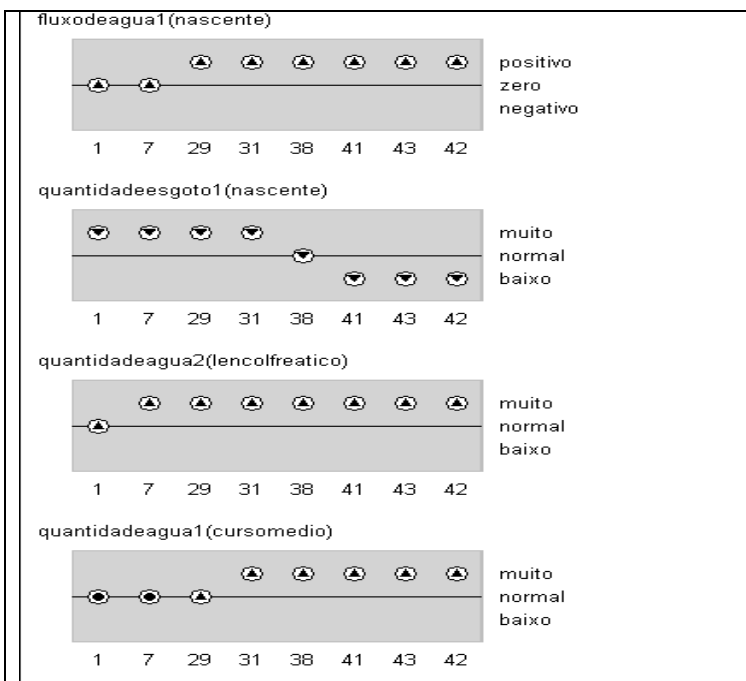 fluxodeagua1(nascente)
positivo
zero
negativo
1 7 29 31 38 41 43 42
quantidadeesgoto1(nascente)
muito
normal
baixo
1 7 29 31 38 41 43 42
quantidadeagua2(lencolfreatico)
muito
normal
baixo
1 7 29 31 38 41 43 42
quantidadeagua1(cursomedio)
muito
normal
baixo
1 7 29 31 38 41 43 42